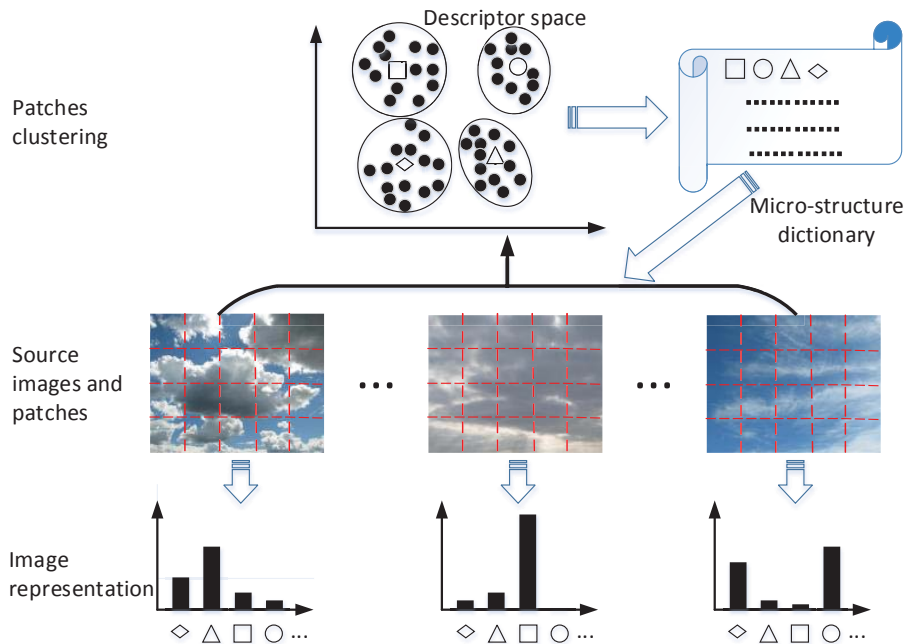 Descriptor space
Patches
clustering
Micro-structure
dictionary
Source
images and
patches
...
...
Image
representation
...
...
...